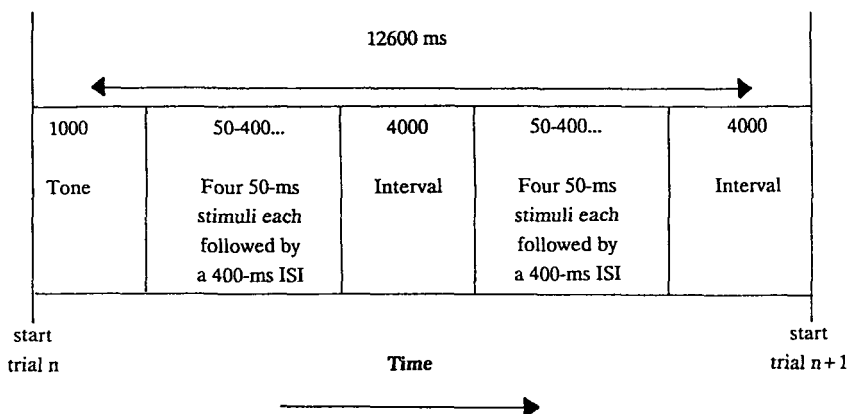 12600 ms
1000 50-400... 4000 50-400... 4000
Tone Four 50-ms Interval Four 50-ms Interval
stimuli each stimuli each
followed by followed by
a 400-ms ISI a 400-ms ISI
start start
trial n Time trial n+1